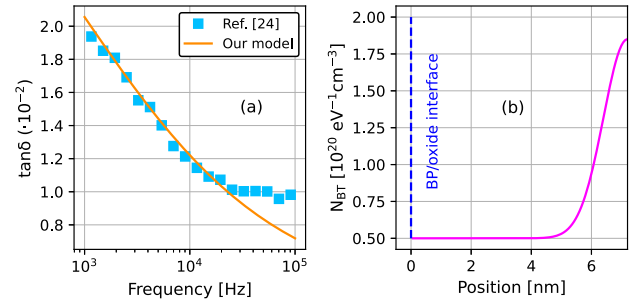 Ref. [24]
Our model
(a)
tanδ (·10⁻²)
2.0
1.8
1.6
1.4
1.2
1.0
0.8
10³
10⁴
10⁵
Frequency [Hz]
(b)
BP/oxide interface
N_BT [10²⁰ eV⁻¹cm⁻³]
2.00
1.75
1.50
1.25
1.00
0.75
0.50
0
2
4
6
Position [nm]